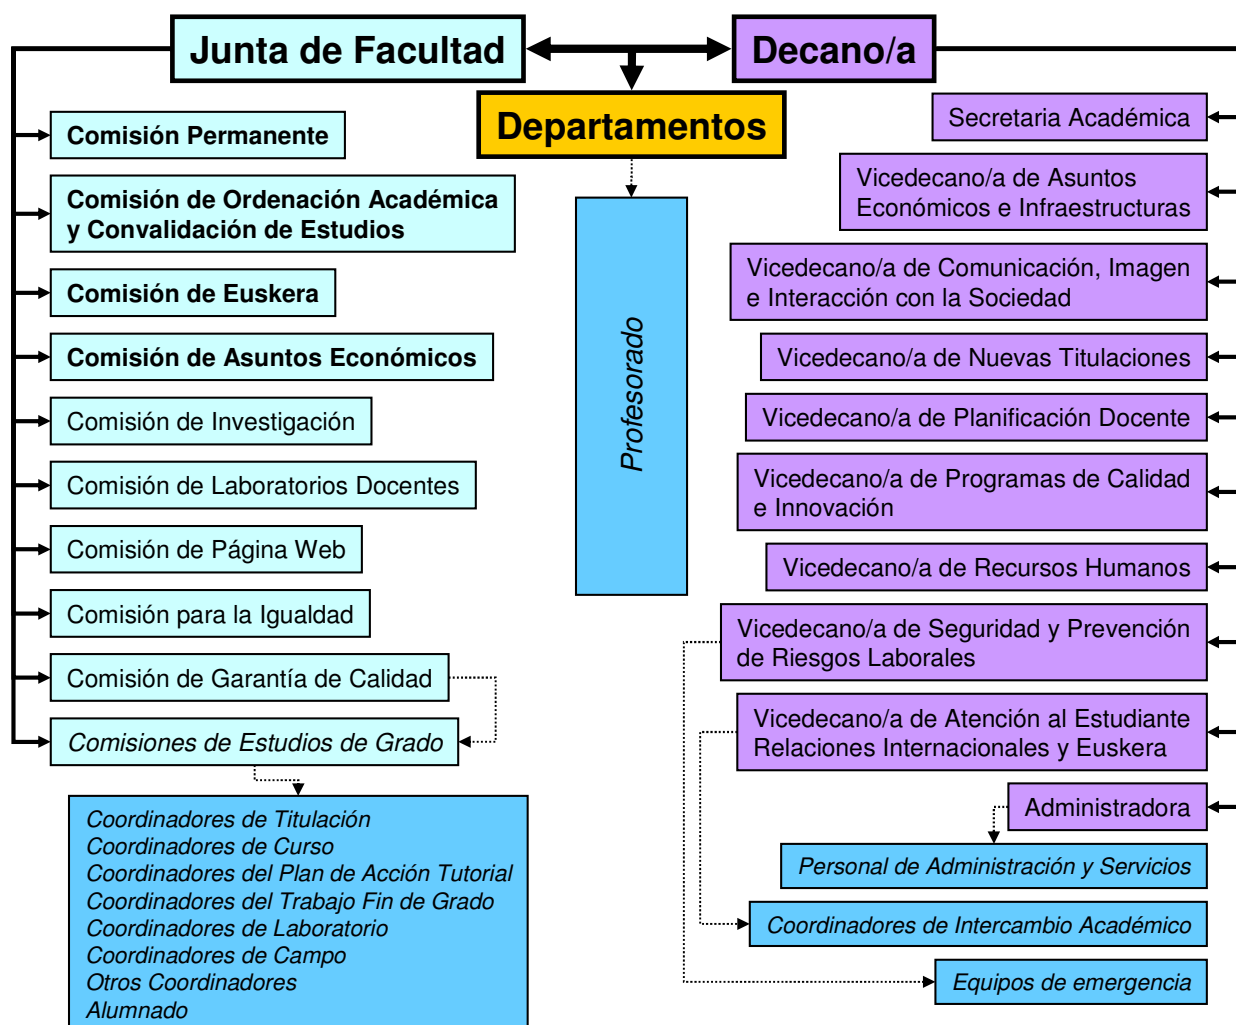 Junta de Facultad
Decano/a
Departamentos
Comisión Permanente
Comisión de Ordenación Académica
y Convalidación de Estudios
Comisión de Euskera
Comisión de Asuntos Económicos
Comisión de Investigación
Comisión de Laboratorios Docentes
Comisión de Página Web
Comisión para la Igualdad
Comisión de Garantía de Calidad
Comisiones de Estudios de Grado
Coordinadores de Titulación
Coordinadores de Curso
Coordinadores del Plan de Acción Tutorial
Coordinadores del Trabajo Fin de Grado
Coordinadores de Laboratorio
Coordinadores de Campo
Otros Coordinadores
Alumnado
Profesorado
Secretaria Académica
Vicedecano/a de Asuntos
Económicos e Infraestructuras
Vicedecano/a de Comunicación, Imagen
e Interacción con la Sociedad
Vicedecano/a de Nuevas Titulaciones
Vicedecano/a de Planificación Docente
Vicedecano/a de Programas de Calidad
e Innovación
Vicedecano/a de Recursos Humanos
Vicedecano/a de Seguridad y Prevención
de Riesgos Laborales
Vicedecano/a de Atención al Estudiante
Relaciones Internacionales y Euskera
Administradora
Personal de Administración y Servicios
Coordinadores de Intercambio Académico
Equipos de emergencia